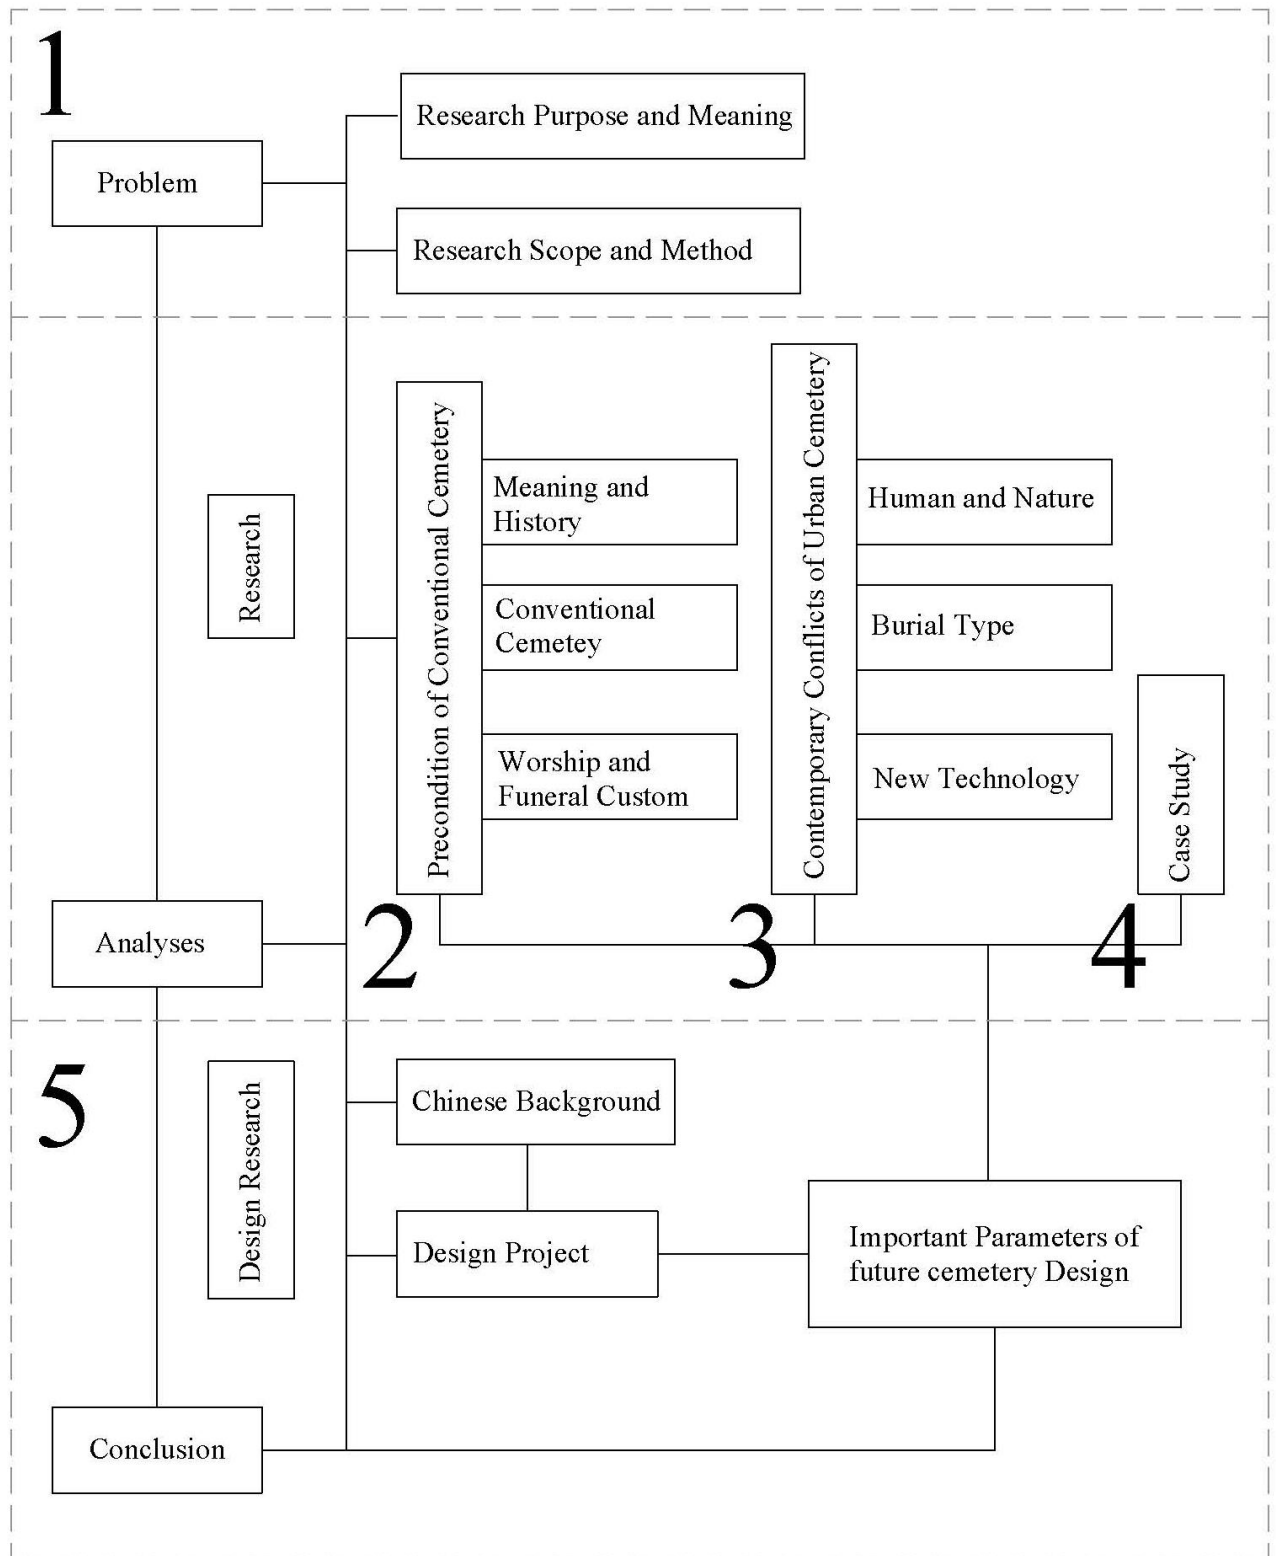 1
Research Purpose and Meaning
Problem
Research Scope and Method
Research
Precondition of Conventional Cemetery
Meaning and
History
Conventional
Cemetey
Worship and
Funeral Custom
Contemporary Conflicts of Urban Cemetery
Human and Nature
Burial Type
New Technology
Case Study
Analyses
2
3
4
5
Design Research
Chinese Background
Design Project
Important Parameters of
future cemetery Design
Conclusion